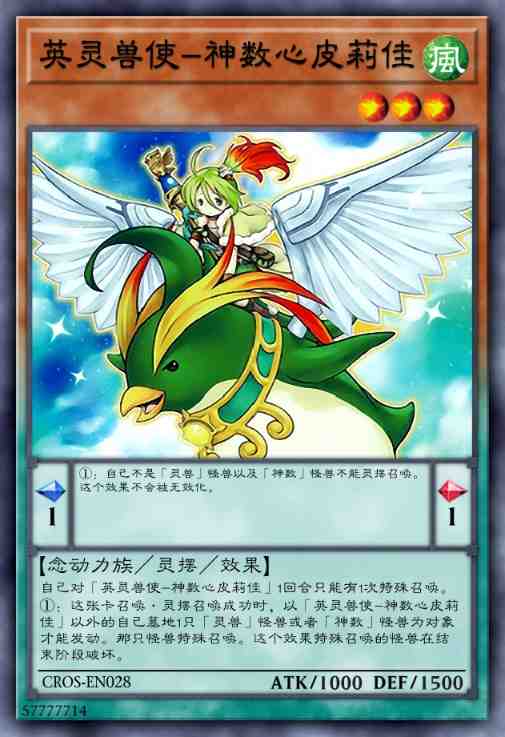 英灵兽使-神数心皮莉佳
風
①：自己不是「灵兽」怪兽以及「神数」怪兽不能灵摆召唤。
这个效果不会被无效化。
1
1
【念动力族／灵摆／效果】
自己对「英灵兽使-神数心皮莉佳」1回合只能有1次特殊召唤。
①：这张卡召唤·灵摆召唤成功时，以「英灵兽使-神数心皮莉
佳」以外的自己墓地1只「灵兽」怪兽或者「神数」怪兽为对象
才能发动。那只怪兽特殊召唤。这个效果特殊召唤的怪兽在结
束阶段破坏。
CROS-EN028
ATK/1000 DEF/1500
57777714